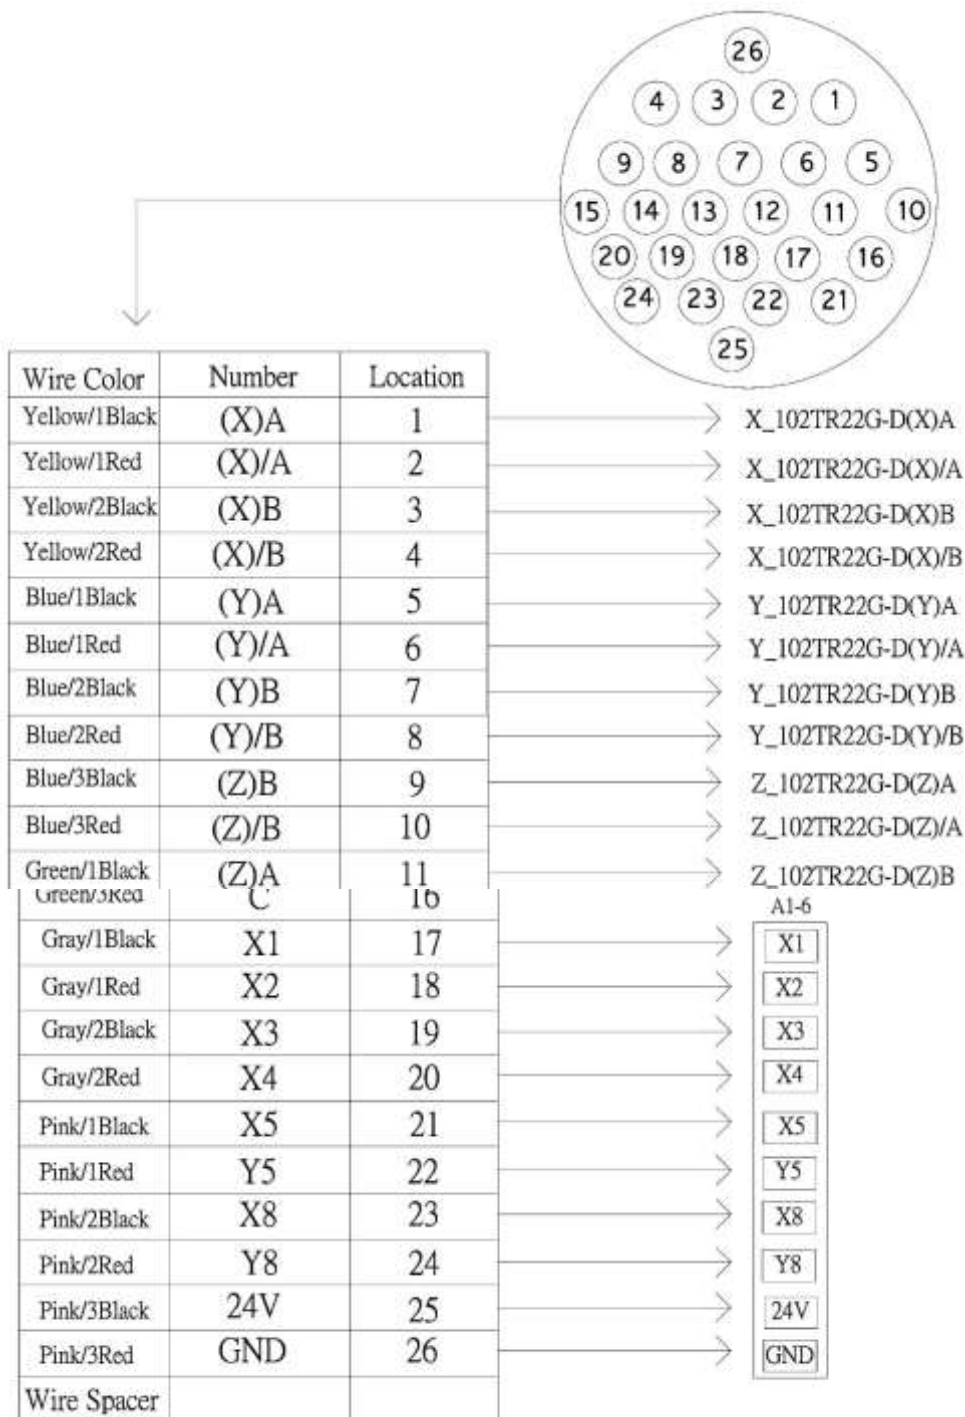 26
4 3 2 1
9 8 7 6 5
15 14 13 12 11 10
20 19 18 17 16
24 23 22 21
25
Wire Color Number Location
Yellow/1Black (X)A 1 X_102TR22G-D(X)A
Yellow/1Red (X)/A 2 X_102TR22G-D(X)/A
Yellow/2Black (X)B 3 X_102TR22G-D(X)B
Yellow/2Red (X)/B 4 X_102TR22G-D(X)/B
Blue/1Black (Y)A 5 Y_102TR22G-D(Y)A
Blue/1Red (Y)/A 6 Y_102TR22G-D(Y)/A
Blue/2Black (Y)B 7 Y_102TR22G-D(Y)B
Blue/2Red (Y)/B 8 Y_102TR22G-D(Y)/B
Blue/3Black (Z)B 9 Z_102TR22G-D(Z)A
Blue/3Red (Z)/B 10 Z_102TR22G-D(Z)/A
Green/1Black (Z)A 11 Z_102TR22G-D(Z)B
Green/3Red C 16 A1-6
Gray/1Black X1 17 X1
Gray/1Red X2 18 X2
Gray/2Black X3 19 X3
Gray/2Red X4 20 X4
Pink/1Black X5 21 X5
Pink/1Red Y5 22 Y5
Pink/2Black X8 23 X8
Pink/2Red Y8 24 Y8
Pink/3Black 24V 25 24V
Pink/3Red GND 26 GND
Wire Spacer